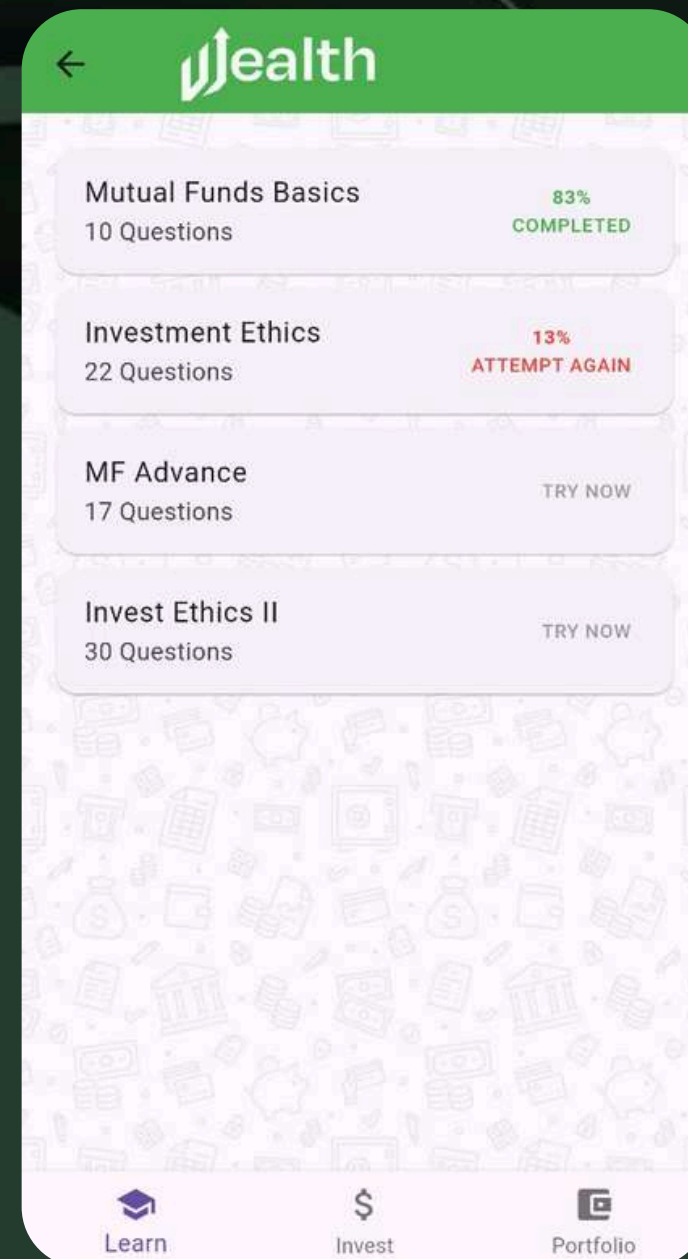 Wealth
Mutual Funds Basics
10 Questions
83%
COMPLETED
Investment Ethics
22 Questions
13%
ATTEMPT AGAIN
MF Advance
17 Questions
TRY NOW
Invest Ethics II
30 Questions
TRY NOW
Learn
Invest
Portfolio